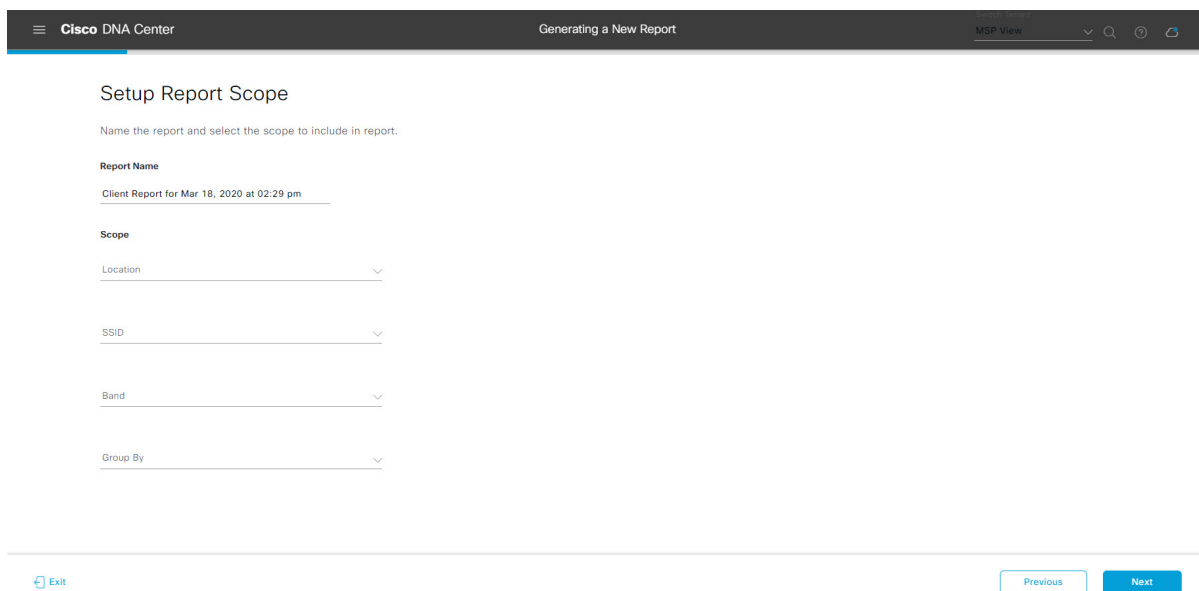 Switch Tenant
Cisco DNA Center
Generating a New Report
MSP View
Setup Report Scope
Name the report and select the scope to include in report.
Report Name
Client Report for Mar 18, 2020 at 02:29 pm
Scope
Location
SSID
Band
Group By
Exit
Previous
Next